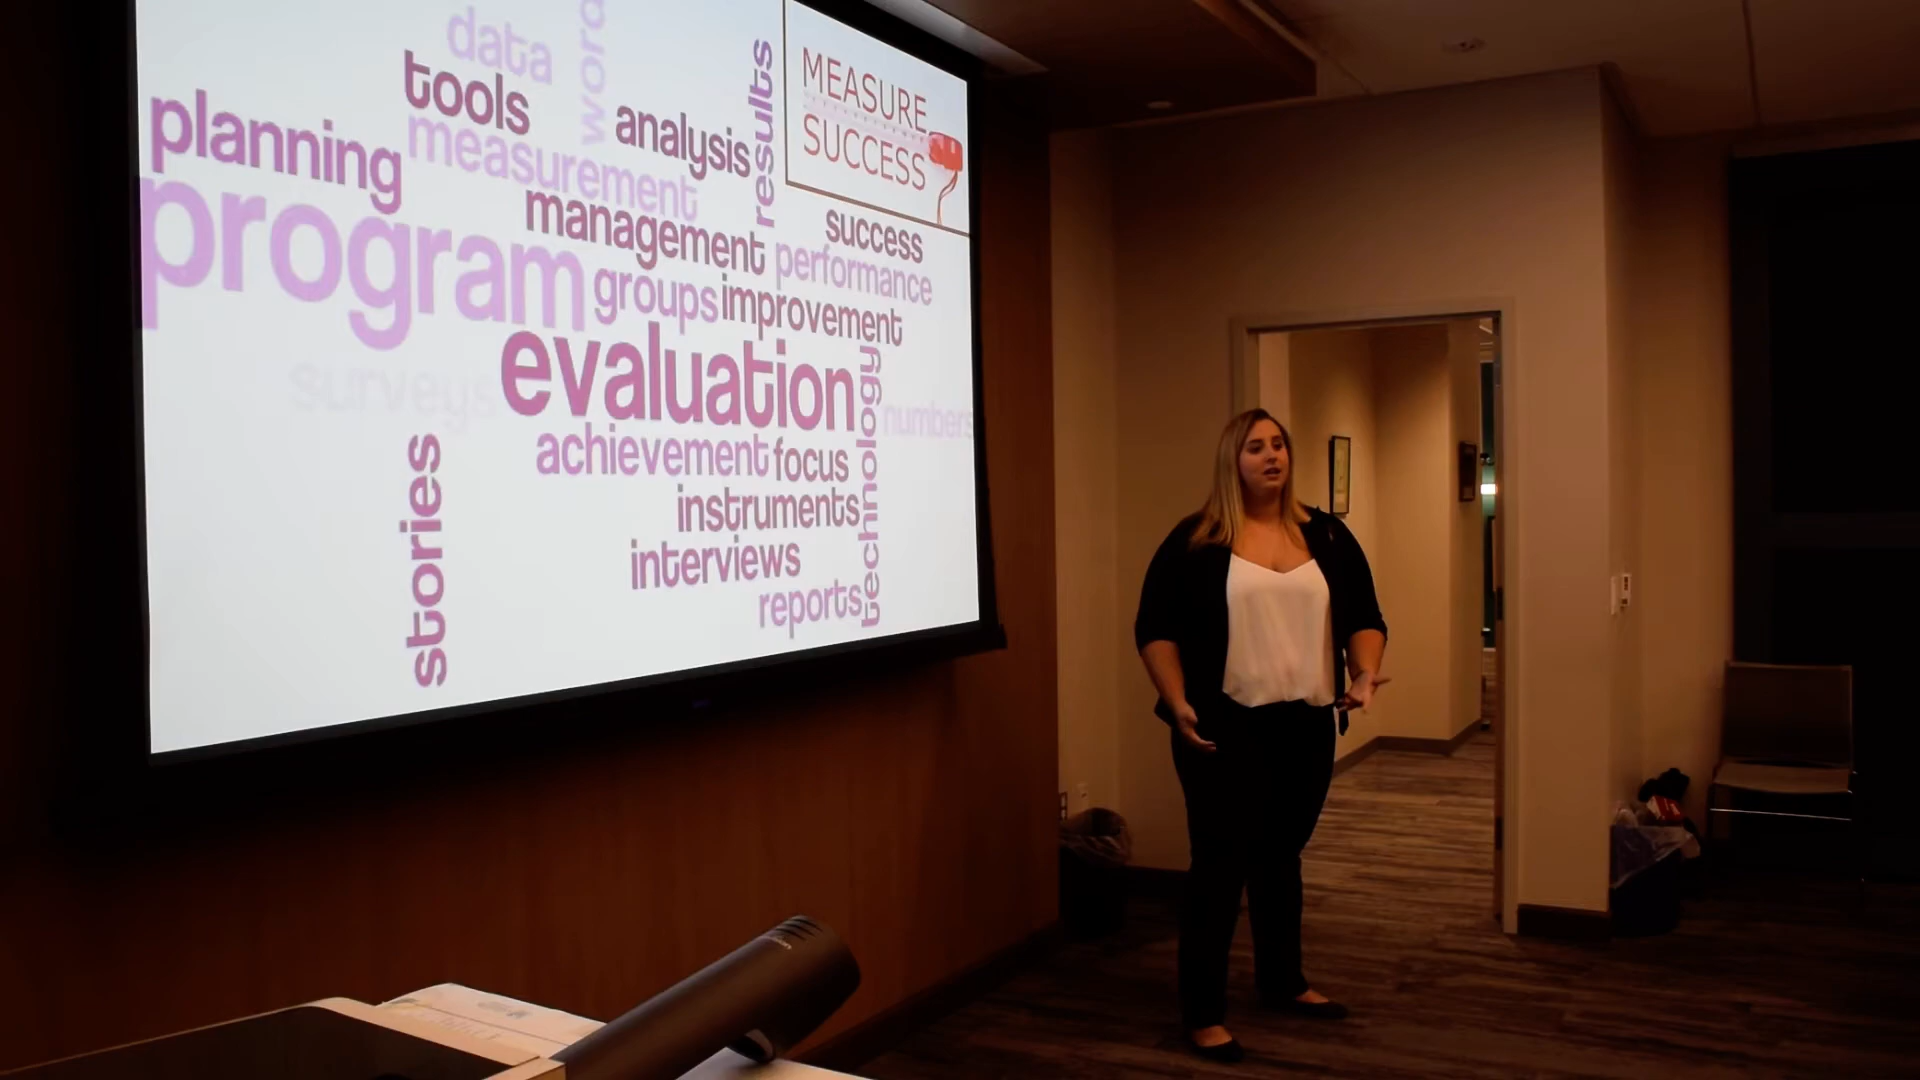 data
word
tools
results
MEASURE
SUCCESS
planning
measurement
analysis
management
success
program
performance
groups
improvement
evaluation
surveys
technology
numbers
achievement
focus
stories
instruments
interviews
reports